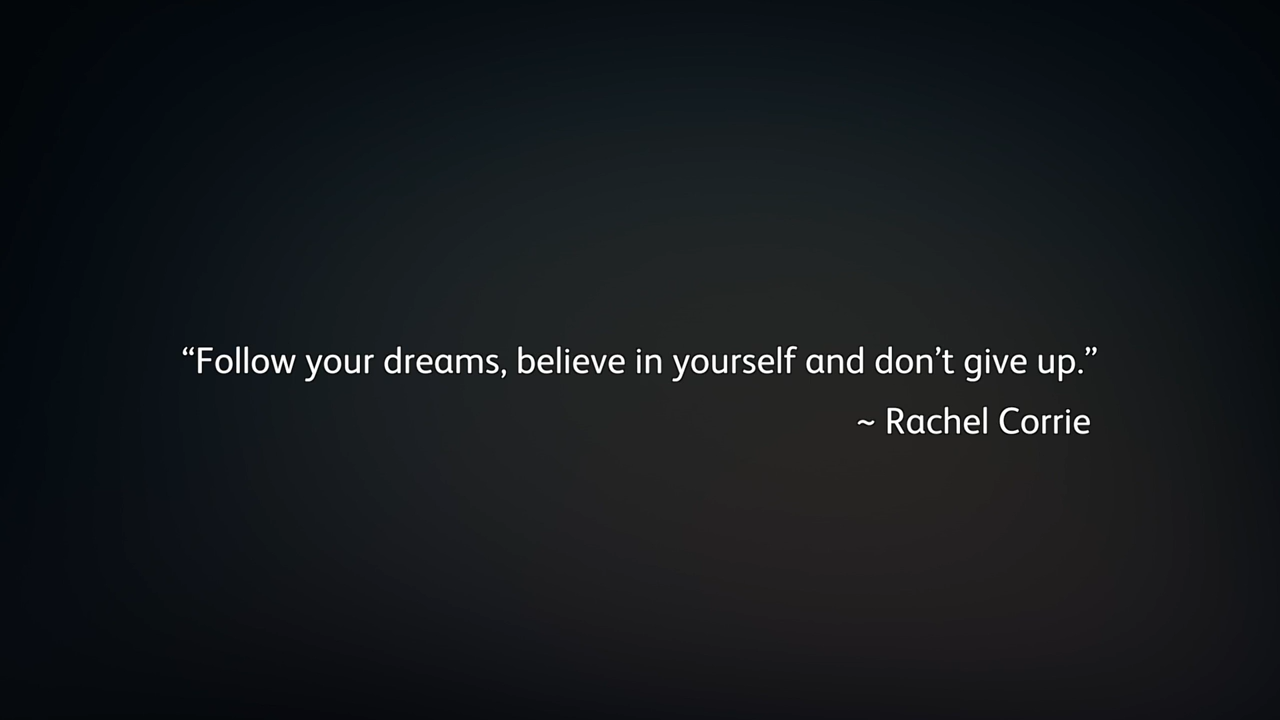 “Follow your dreams, believe in yourself and don’t give up.”
~ Rachel Corrie